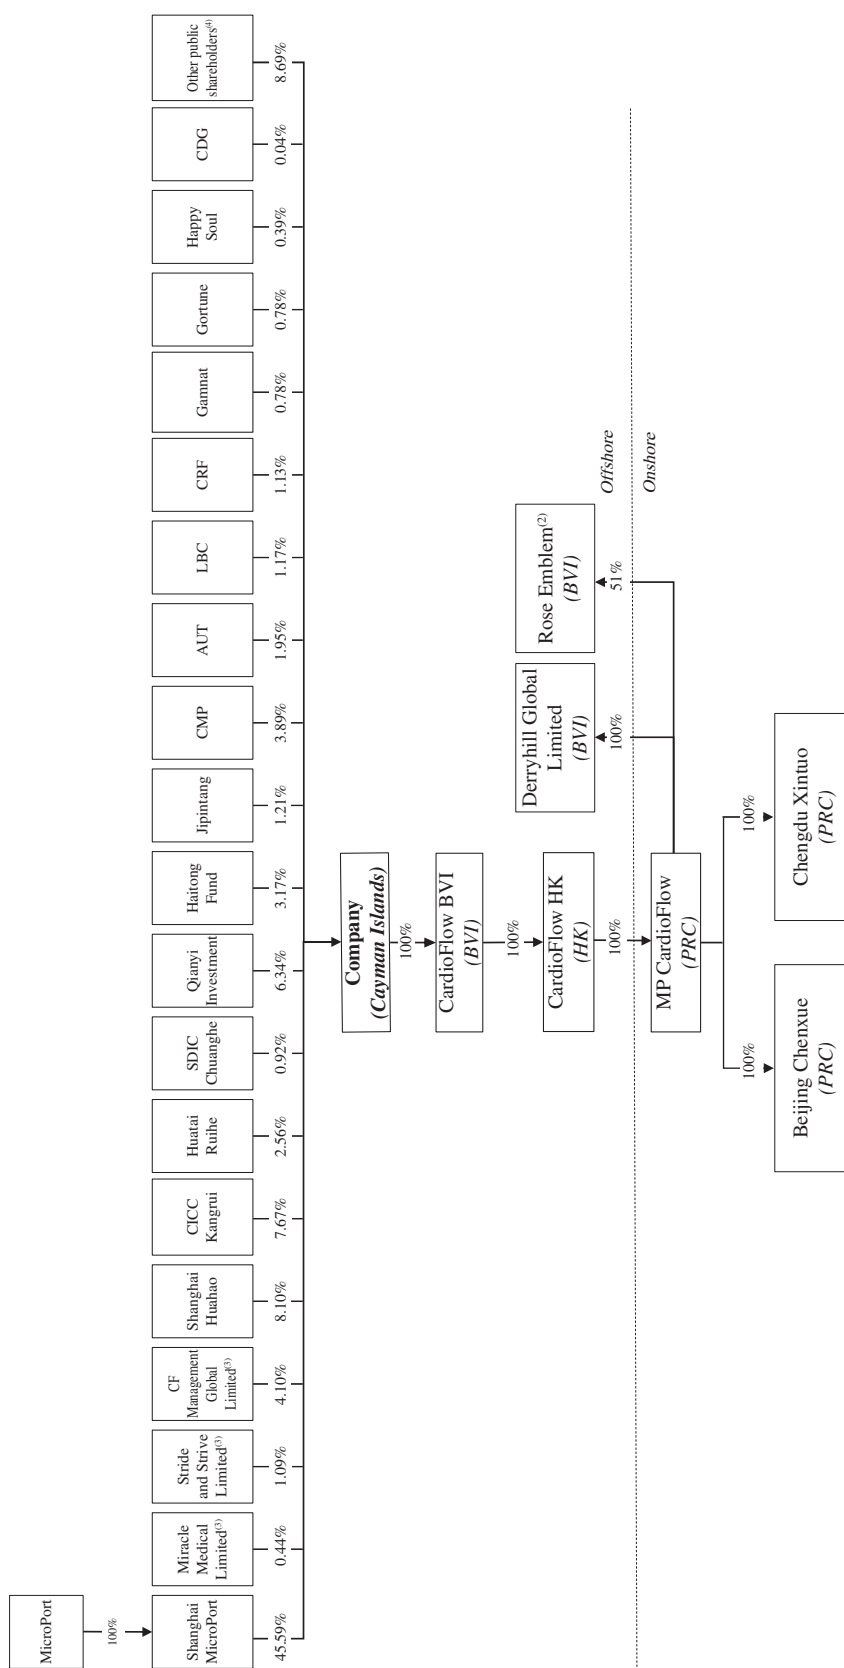 MicroPort
100%
Shanghai
MicroPort
Miracle
Medical
Limited(3)
Stride
and Strive
Limited(3)
CF
Management
Global
Limited(3)
Shanghai
Huahao
CICC
Kangrui
Huatai
Ruihe
SDIC
Chuanghe
Qianyi
Investment
Haitong
Fund
Jipintang
CMP
AUT
LBC
CRF
Gamnat
Gortune
Happy
Soul
CDG
Other public
shareholders(4)
45.59%
0.44%
1.09%
4.10%
8.10%
7.67%
2.56%
0.92%
6.34%
3.17%
1.21%
3.89%
1.95%
1.17%
1.13%
0.78%
0.78%
0.39%
0.04%
8.69%
Company
(Cayman Islands)
100%
CardioFlow BVI
(BVI)
100%
CardioFlow HK
(HK)
Derryhill Global
Limited
(BVI)
Rose Emblem(2)
(BVI)
100%
100%
51%
Offshore
Onshore
MP CardioFlow
(PRC)
100%
100%
Beijing Chenxue
(PRC)
Chengdu Xintuo
(PRC)